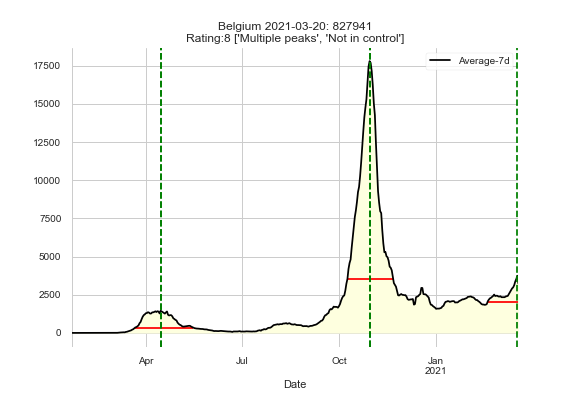 Belgium 2021-03-20: 827941
Rating:8 ['Multiple peaks', 'Not in control']
Average-7d
17500
15000
12500
10000
7500
5000
2500
0
Apr
Jul
Oct
Jan
2021
Date